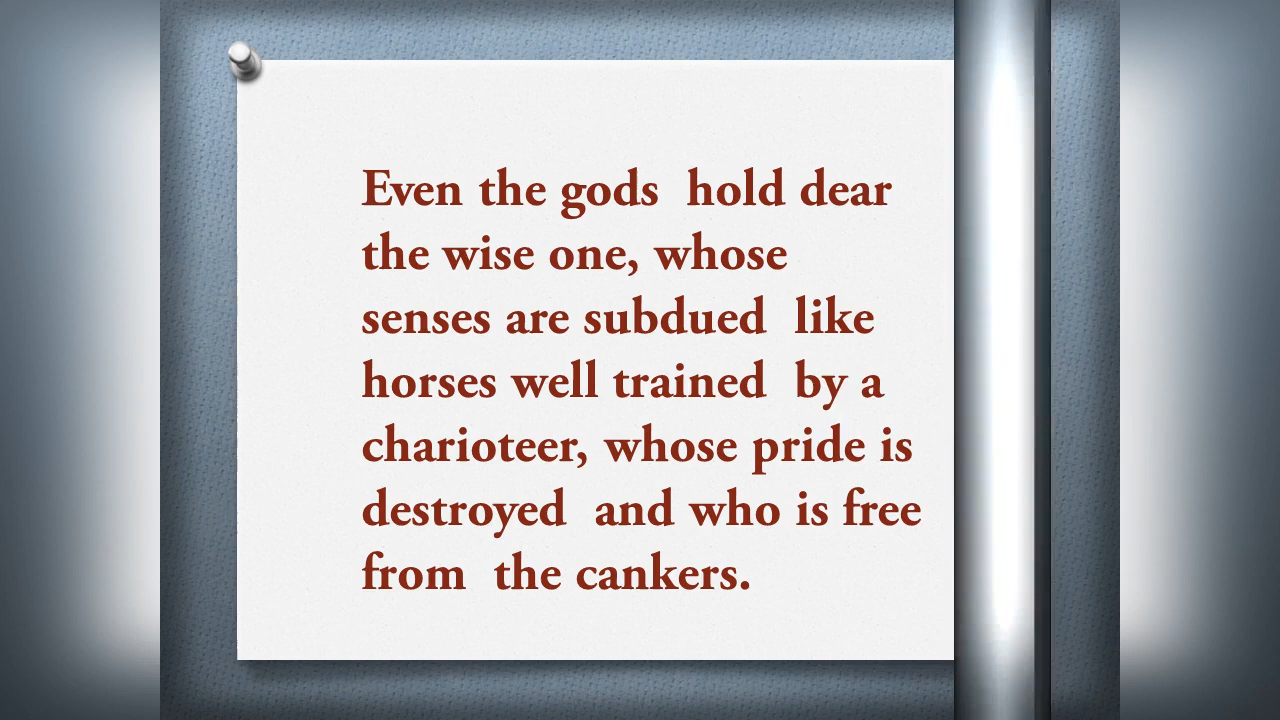 Even the gods  hold dear
the wise one, whose
senses are subdued  like
horses well trained  by a
charioteer, whose pride is
destroyed  and who is free
from  the cankers.